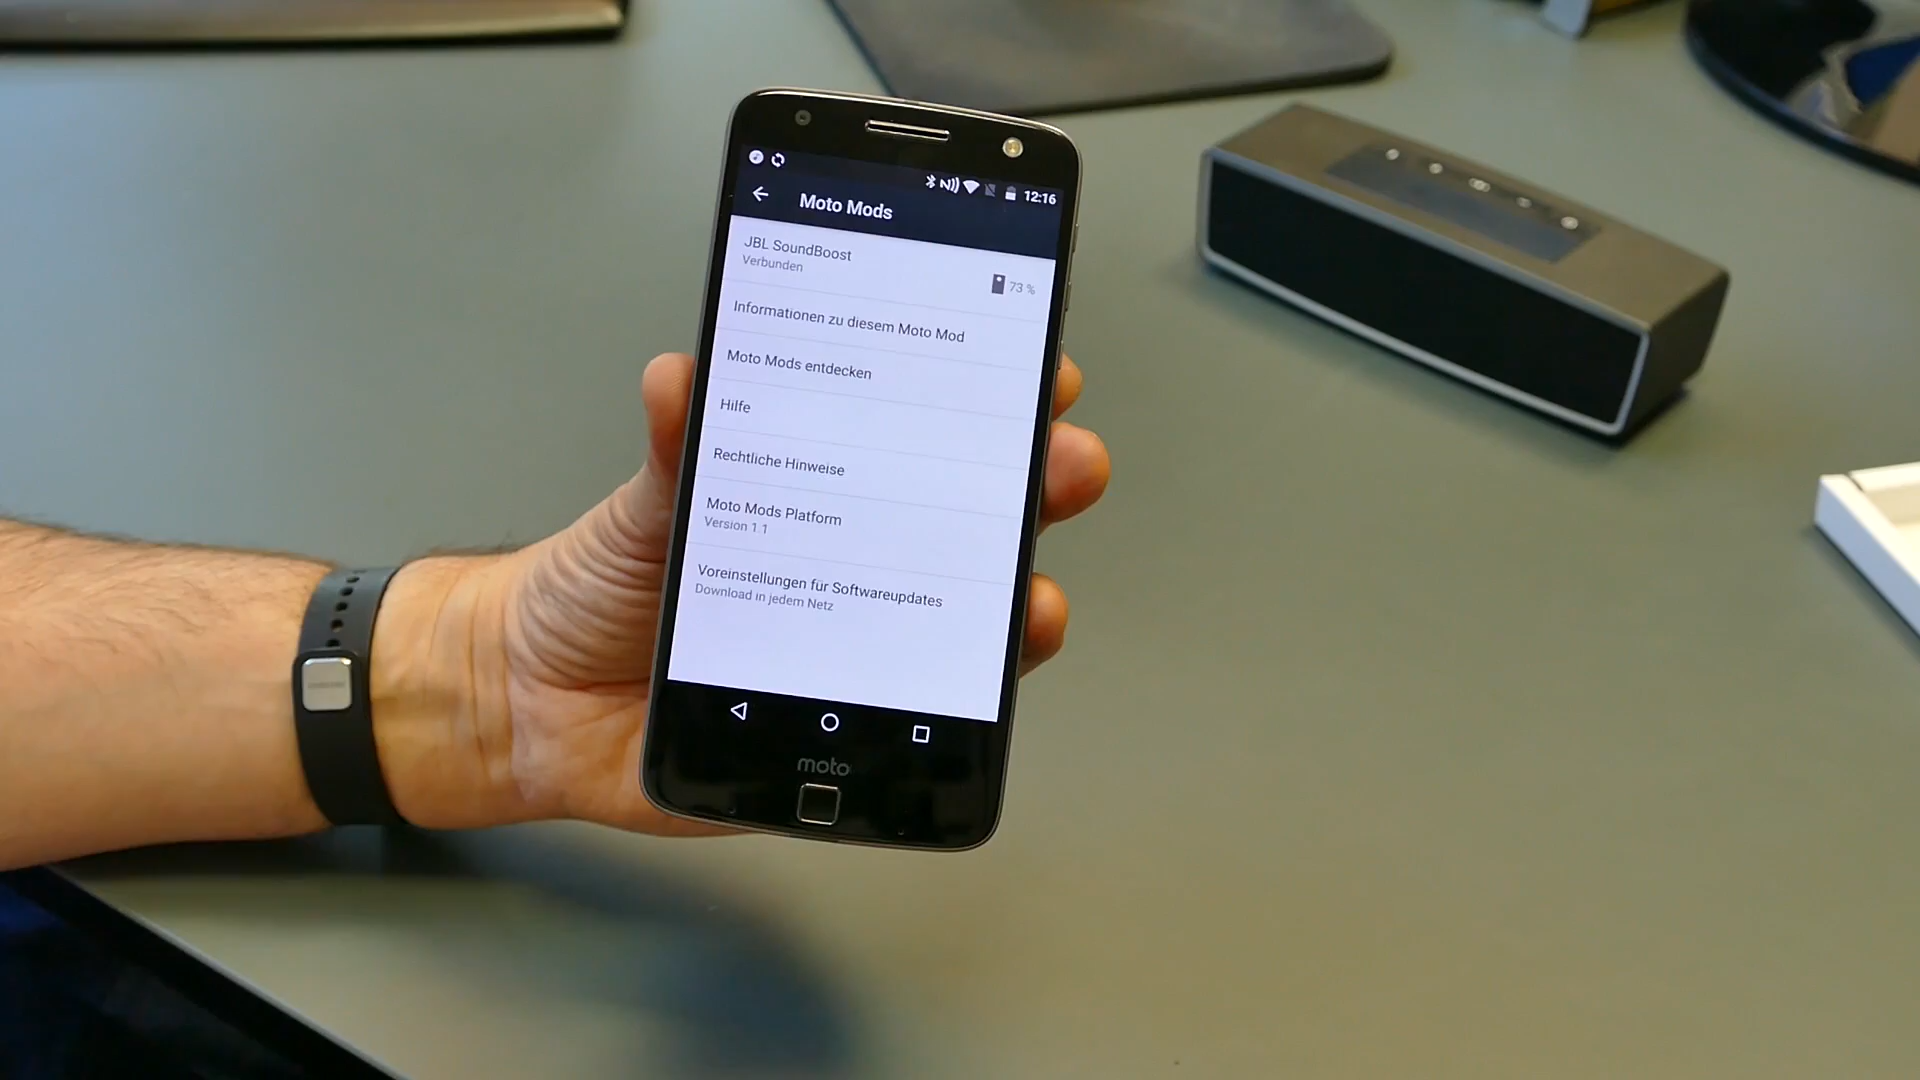 12:16
Moto Mods
JBL SoundBoost
Verbunden
73 %
Informationen zu diesem Moto Mod
Moto Mods entdecken
Hilfe
Rechtliche Hinweise
Moto Mods Platform
Version 1.1
Voreinstellungen für Softwareupdates
Download in jedem Netz
moto